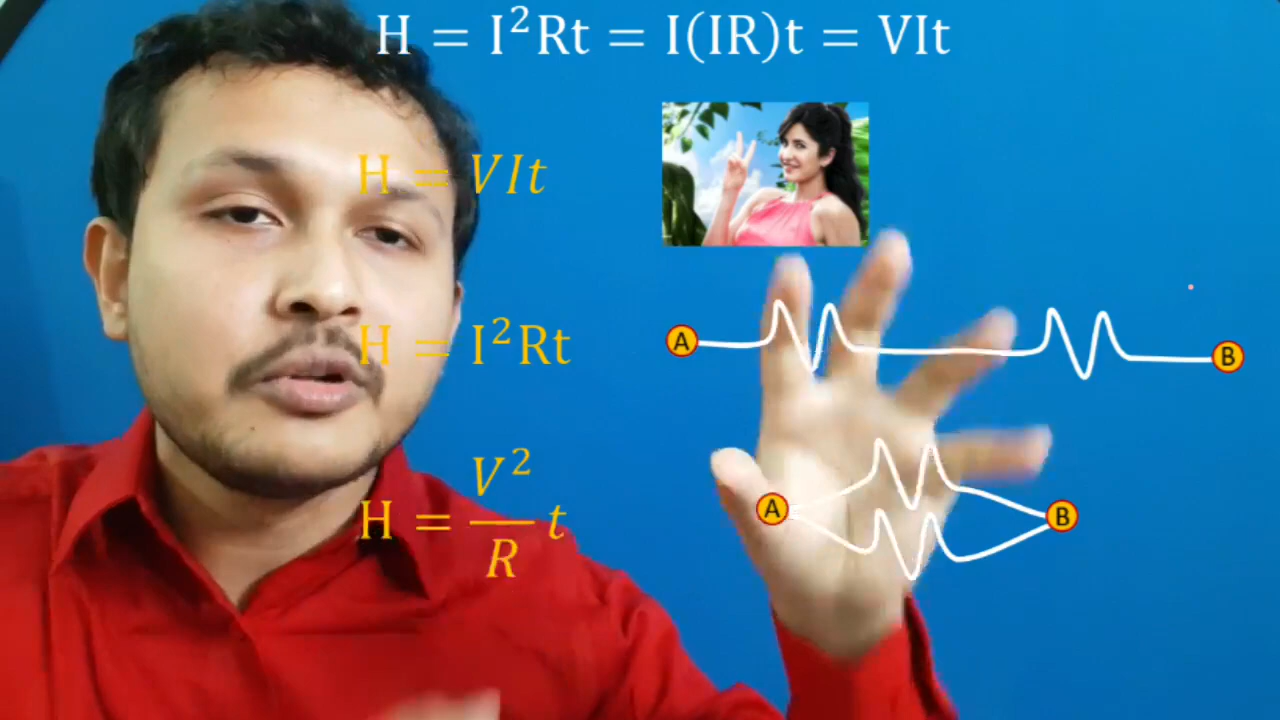 H = I²Rt = I(IR)t = VIt
H = VIt
H = I²Rt
H = V²/R t
A B
A B